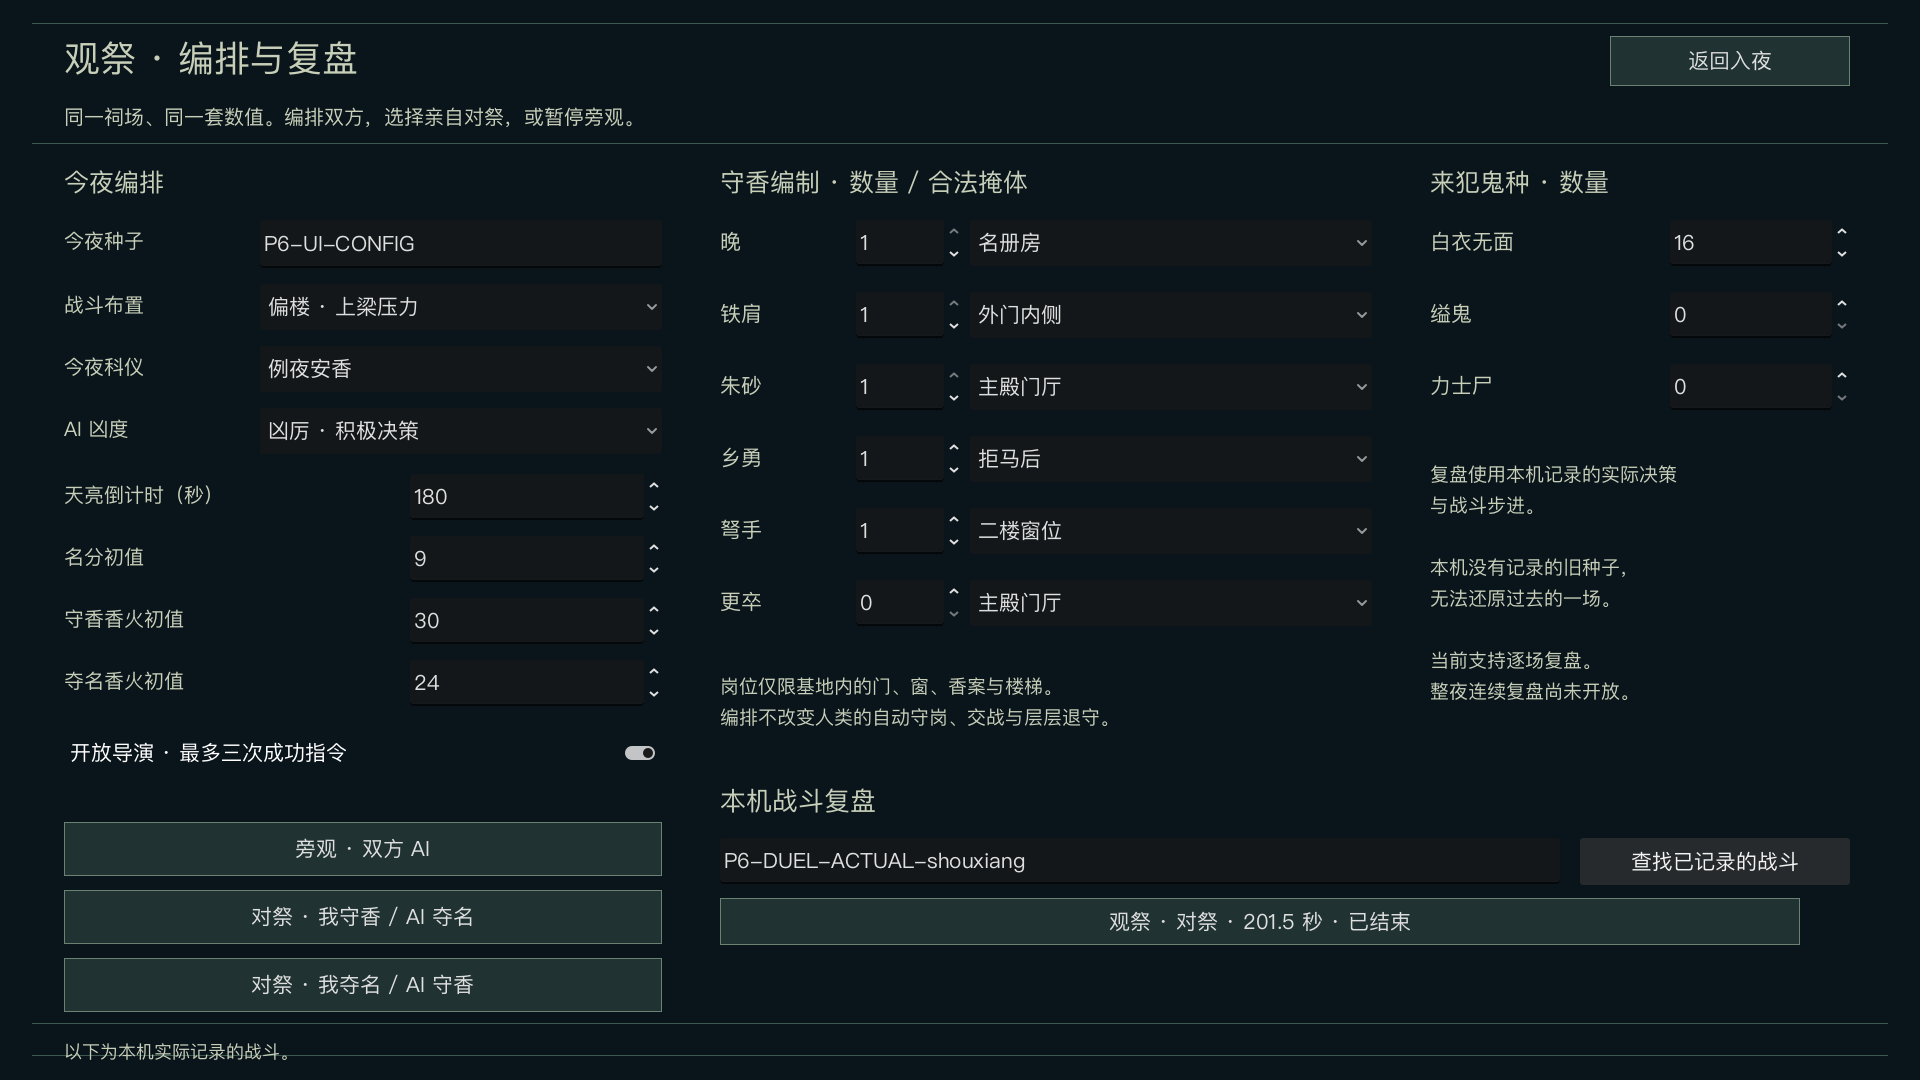 观祭 · 编排与复盘
返回入夜
同一祠场、同一套数值。编排双方，选择亲自对祭，或暂停旁观。
今夜编排
今夜种子
P6-UI-CONFIG
战斗布置
偏楼 · 上梁压力
今夜科仪
例夜安香
AI 凶度
凶厉 · 积极决策
天亮倒计时（秒）
180
名分初值
9
守香香火初值
30
夺名香火初值
24
开放导演 · 最多三次成功指令
旁观 · 双方 AI
对祭 · 我守香 / AI 夺名
对祭 · 我夺名 / AI 守香
守香编制 · 数量 / 合法掩体
晚
1
名册房
铁肩
1
外门内侧
朱砂
1
主殿门厅
乡勇
1
拒马后
弩手
1
二楼窗位
更卒
0
主殿门厅
岗位仅限基地内的门、窗、香案与楼梯。
编排不改变人类的自动守岗、交战与层层退守。
来犯鬼种 · 数量
白衣无面
16
缢鬼
0
力士尸
0
复盘使用本机记录的实际决策
与战斗步进。
本机没有记录的旧种子，
无法还原过去的一场。
当前支持逐场复盘。
整夜连续复盘尚未开放。
本机战斗复盘
P6-DUEL-ACTUAL-shouxiang
查找已记录的战斗
观祭 · 对祭 · 201.5 秒 · 已结束
以下为本机实际记录的战斗。